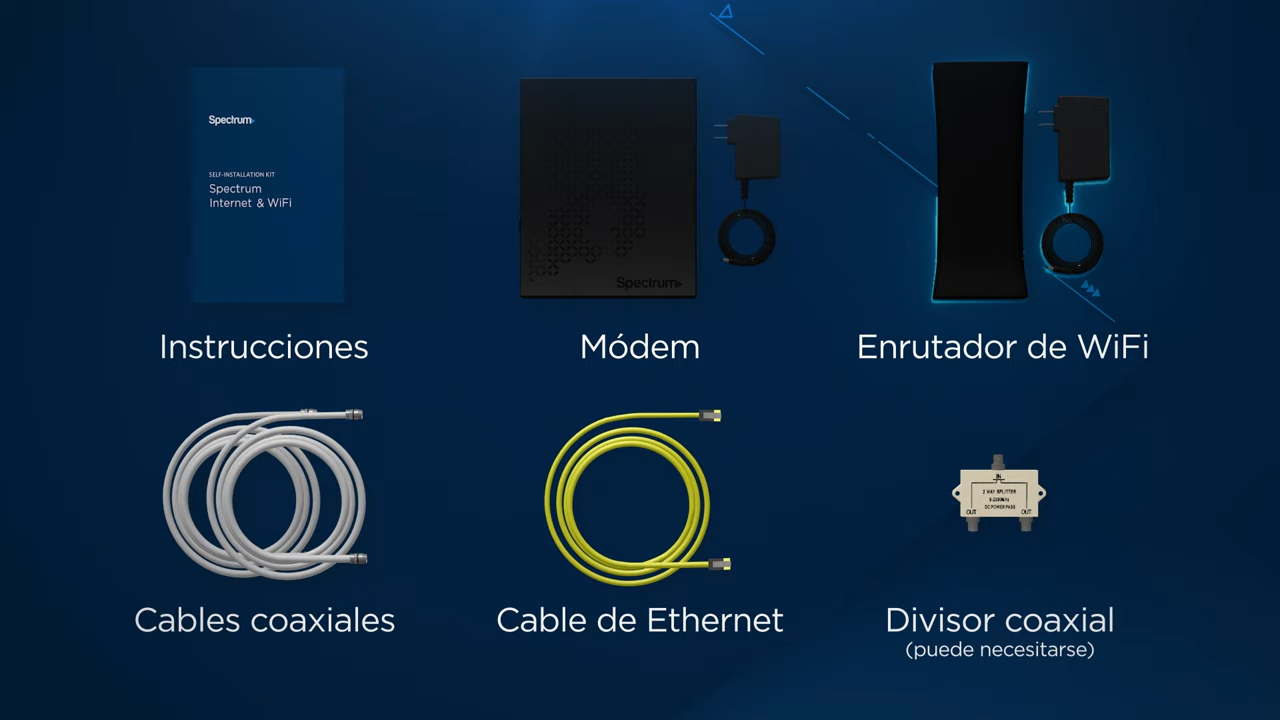 Spectrum
SELF-INSTALLATION KIT
Spectrum
Internet & WiFi
Spectrum
Instrucciones
Módem
Enrutador de WiFi
IN
2 WAY SPLITTER
DC POWER PASS
OUT
OUT
Cables coaxiales
Cable de Ethernet
Divisor coaxial
(puede necesitarse)